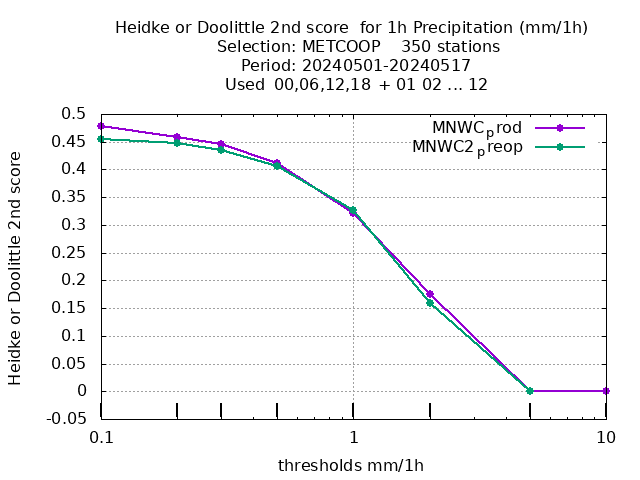 Heidke or Doolittle 2nd score  for 1h Precipitation (mm/1h)
Selection: METCOOP    350 stations
Period: 20240501-20240517
Used  00,06,12,18 + 01 02 ... 12
MNWCprod
MNWC2preop
Heidke or Doolittle 2nd score
0.5
0.45
0.4
0.35
0.3
0.25
0.2
0.15
0.1
0.05
0
-0.05
0.1
1
10
thresholds mm/1h